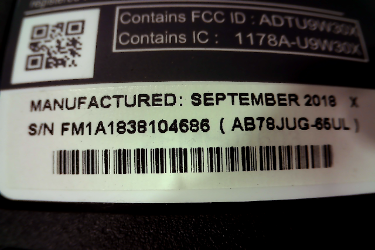 Contains FCC ID : ADTU9W30X
Contains IC : 1178A-U9W30X
MANUFACTURED: SEPTEMBER 2018 X
S/N FM1A1838104686 ( AB78JUG-65UL )